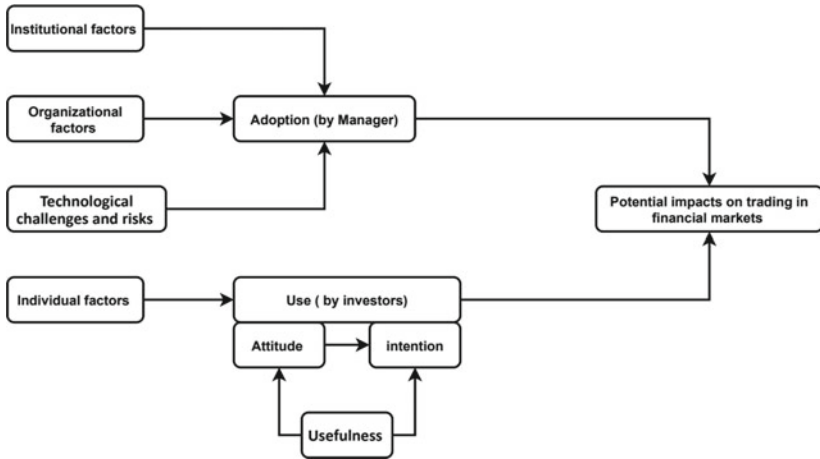 Institutional factors
Organizational
factors
Adoption (by Manager)
Technological
challenges and risks
Potential impacts on trading in
financial markets
Individual factors
Use ( by investors)
Attitude
intention
Usefulness